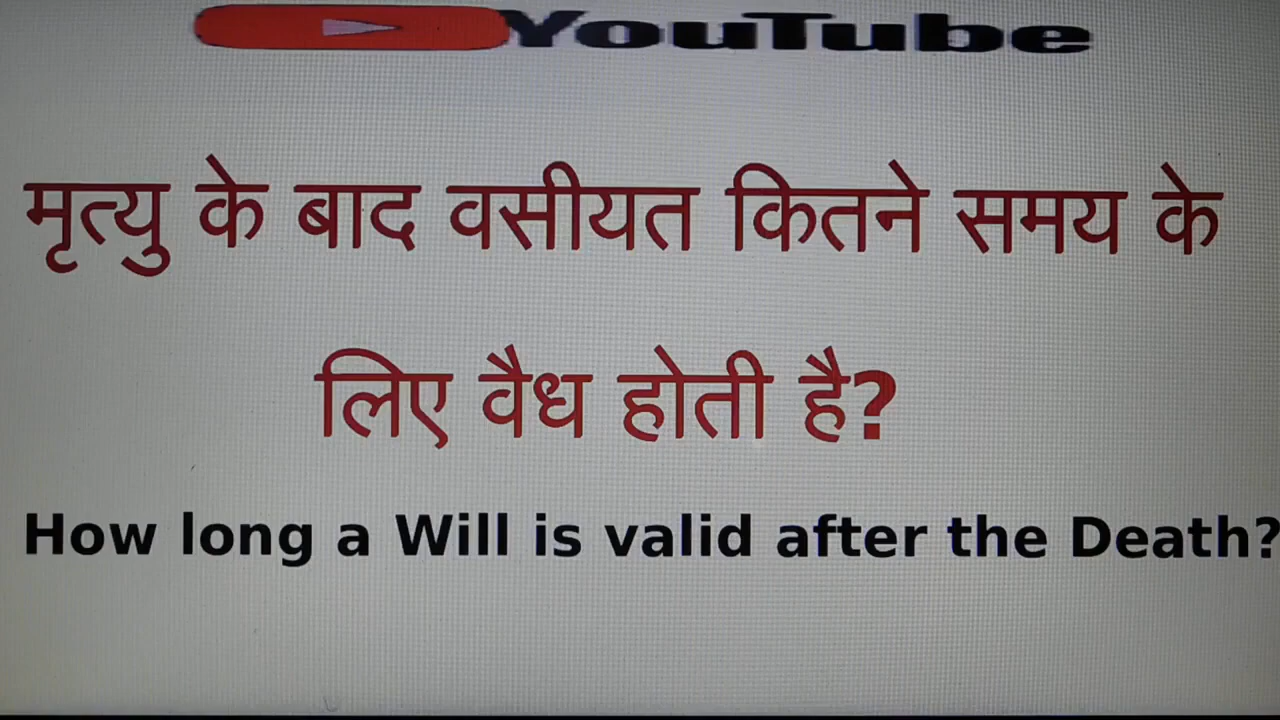 YouTube
मृत्यु के बाद वसीयत कितने समय के
लिए वैध होती है?
How long a Will is valid after the Death?